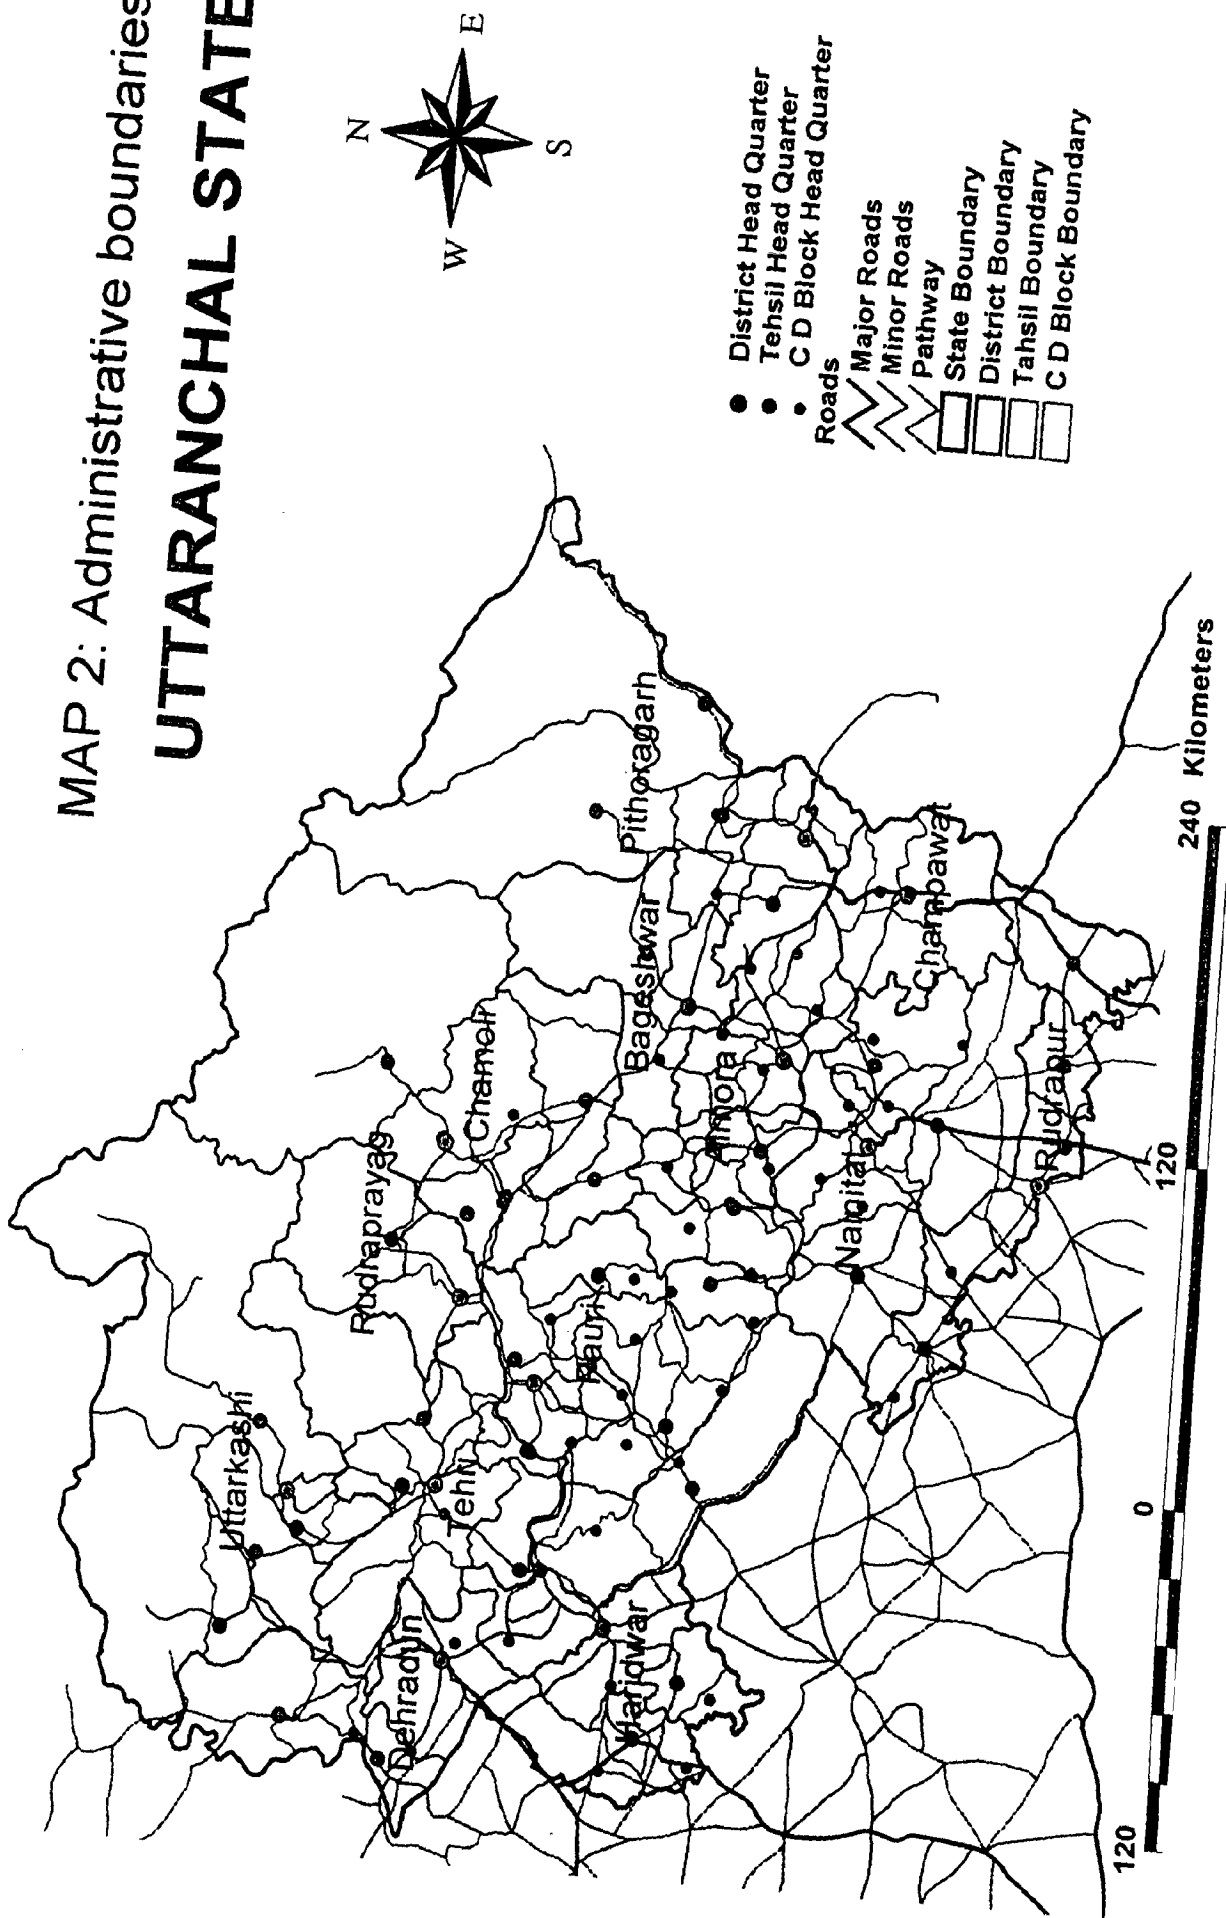 MAP 2: Administrative boundaries
UTTARANCHAL STATE
N
E
S
W
District Head Quarter
Tehsil Head Quarter
C D Block Head Quarter
Roads
Major Roads
Minor Roads
Pathway
State Boundary
District Boundary
Tahsil Boundary
C D Block Boundary
Uttarkashi
Rudraprayag
Chamoli
Dehradun
Tehri
Pauri
Haridwar
Pithoragarh
Bageshwar
Almora
Nainital
Champawat
Rudrapur
120
0
120
240 Kilometers